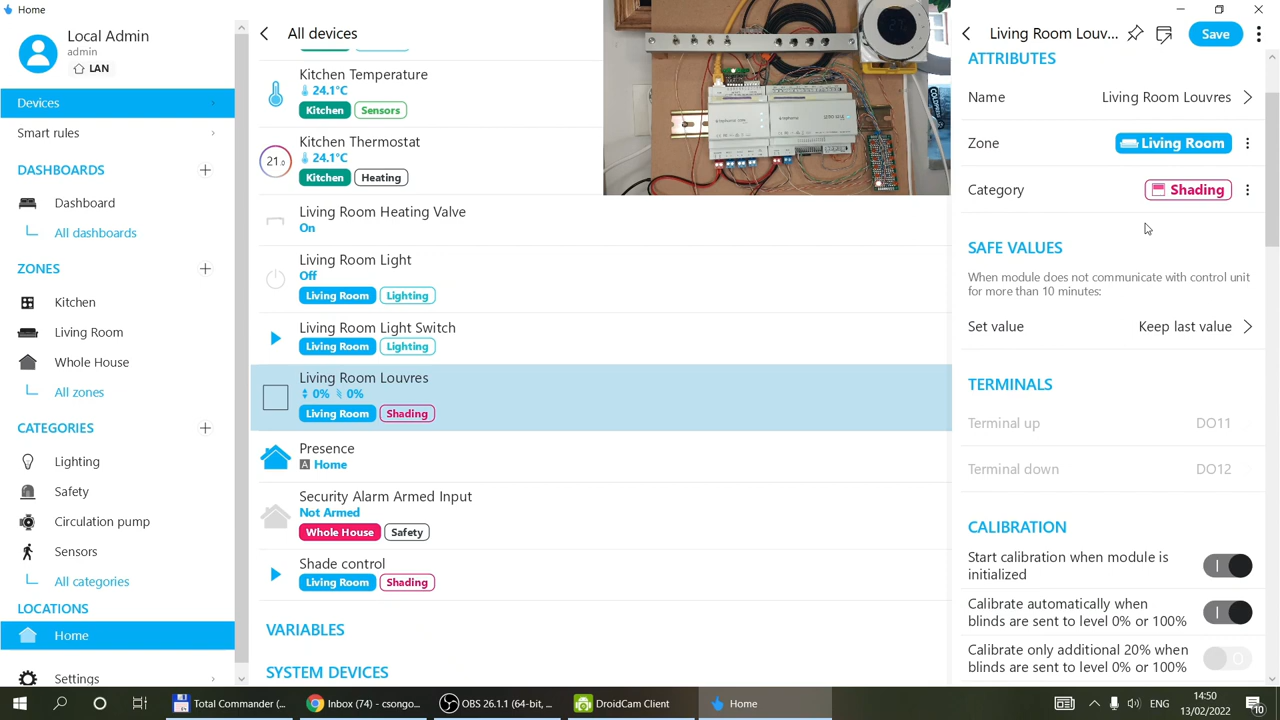 Home
Local Admin
admin
LAN
Devices
Smart rules
DASHBOARDS
Dashboard
All dashboards
ZONES
Kitchen
Living Room
Whole House
All zones
CATEGORIES
Lighting
Safety
Circulation pump
Sensors
All categories
LOCATIONS
Home
Settings
All devices
Kitchen Temperature
24.1°C
Kitchen Sensors
21.0
Kitchen Thermostat
24.1°C
Kitchen Heating
Living Room Heating Valve
On
Living Room Light
Off
Living Room Lighting
Living Room Light Switch
Living Room Lighting
Living Room Louvres
0% 0%
Living Room Shading
Presence
A Home
Security Alarm Armed Input
Not Armed
Whole House Safety
Shade control
Living Room Shading
VARIABLES
SYSTEM DEVICES
Living Room Louv... Save
ATTRIBUTES
Name Living Room Louvres
Zone Living Room
Category Shading
SAFE VALUES
When module does not communicate with control unit
for more than 10 minutes:
Set value Keep last value
TERMINALS
Terminal up DO11
Terminal down DO12
CALIBRATION
Start calibration when module is
initialized
Calibrate automatically when
blinds are sent to level 0% or 100%
Calibrate only additional 20% when
blinds are sent to level 0% or 100%
Total Commander (... Inbox (74) - csongo... OBS 26.1.1 (64-bit, ... DroidCam Client Home
ENG
14:50
13/02/2022
10